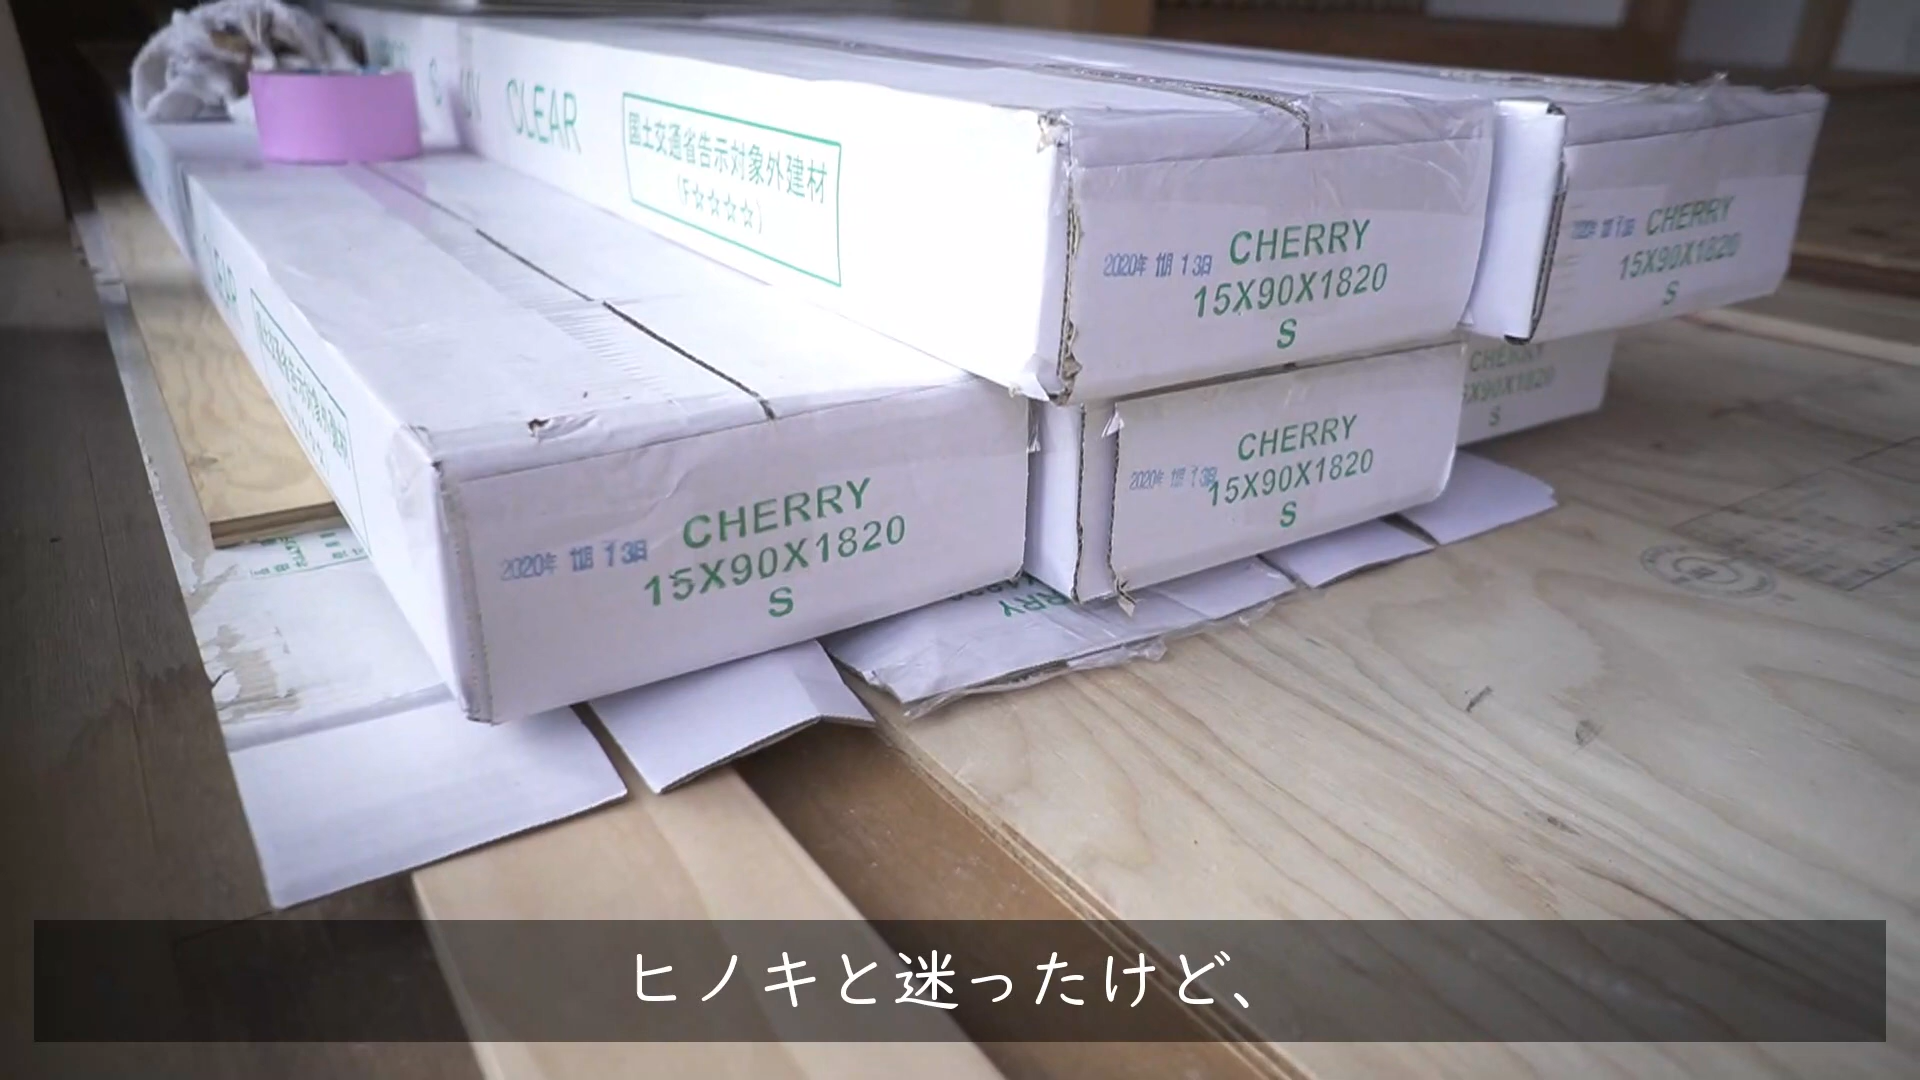 CLEAR
国土交通省告示対象外建材
(F☆☆☆☆)
2020年 11月 13日
CHERRY
15X90X1820
S
CHERRY
15X90X1820
S
CHERRY
15X90X1820
S
2020年 11月 13日
CHERRY
15X90X1820
S
2020年 11月 13日
CHERRY
15X90X1820
S
ヒノキと迷ったけど、